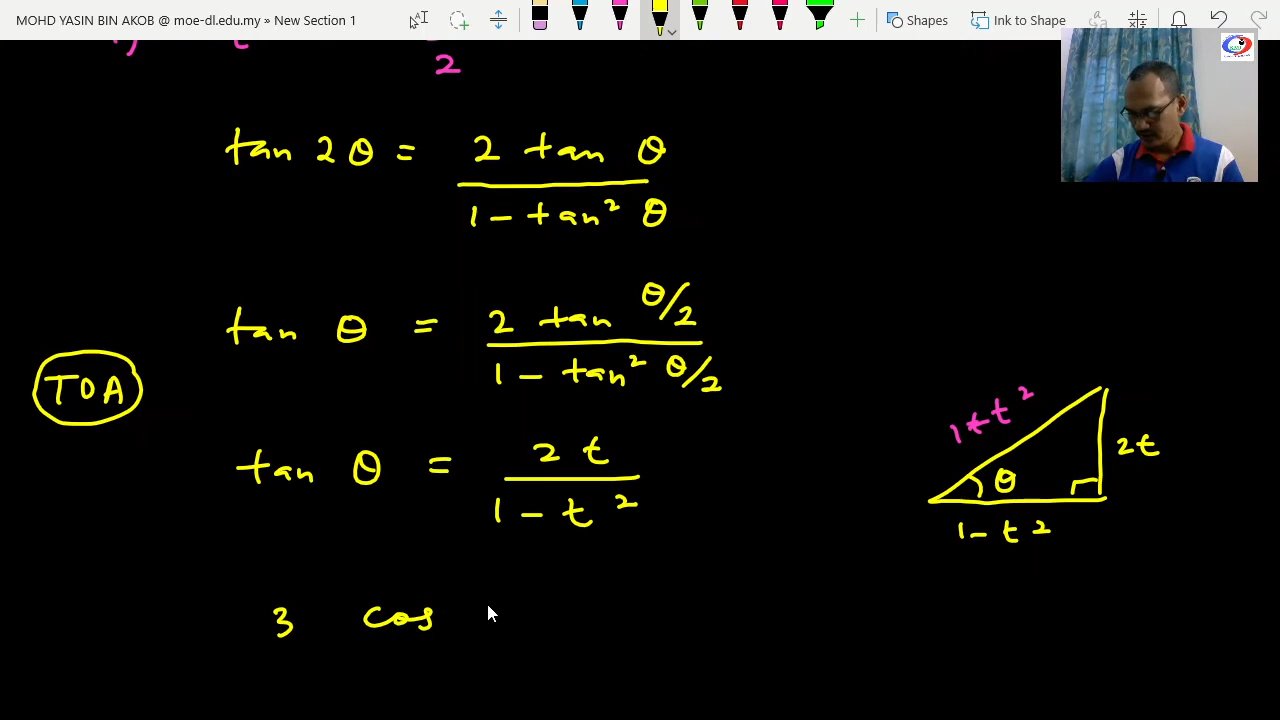 MOHD YASIN BIN AKOB @ moe-dl.edu.my » New Section 1
Shapes
Ink to Shape
2
tan 2θ = 2 tan θ / 1 - tan² θ
tan θ = 2 tan θ/2 / 1 - tan² θ/2
TOA
tan θ = 2t / 1 - t²
1+t²
2t
θ
1-t²
3 cos